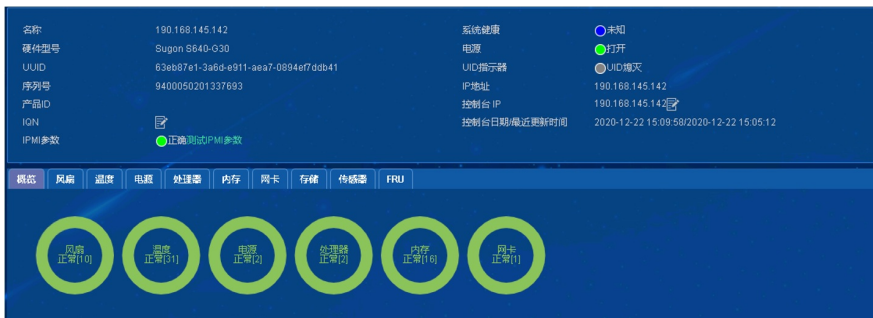 名称 190.168.145.142 系统健康 未知
硬件型号 Sugon S640-G30 电源 打开
UUID 63eb87e1-3a6d-e911-aea7-0894ef7ddb41 UID指示器 UID熄灭
序列号 9400050201337693 IP地址 190.168.145.142
产品ID 控制台 IP 190.168.145.142
IQN 控制台日期/最近更新时间 2020-12-22 15:09:58/2020-12-22 15:05:12
IPMI参数 正确测试IPMI参数
概览 风扇 温度 电源 处理器 内存 网卡 存储 传感器 FRU
风扇 温度 电源 处理器 内存 网卡
正常[10] 正常[31] 正常[2] 正常[2] 正常[16] 正常[1]